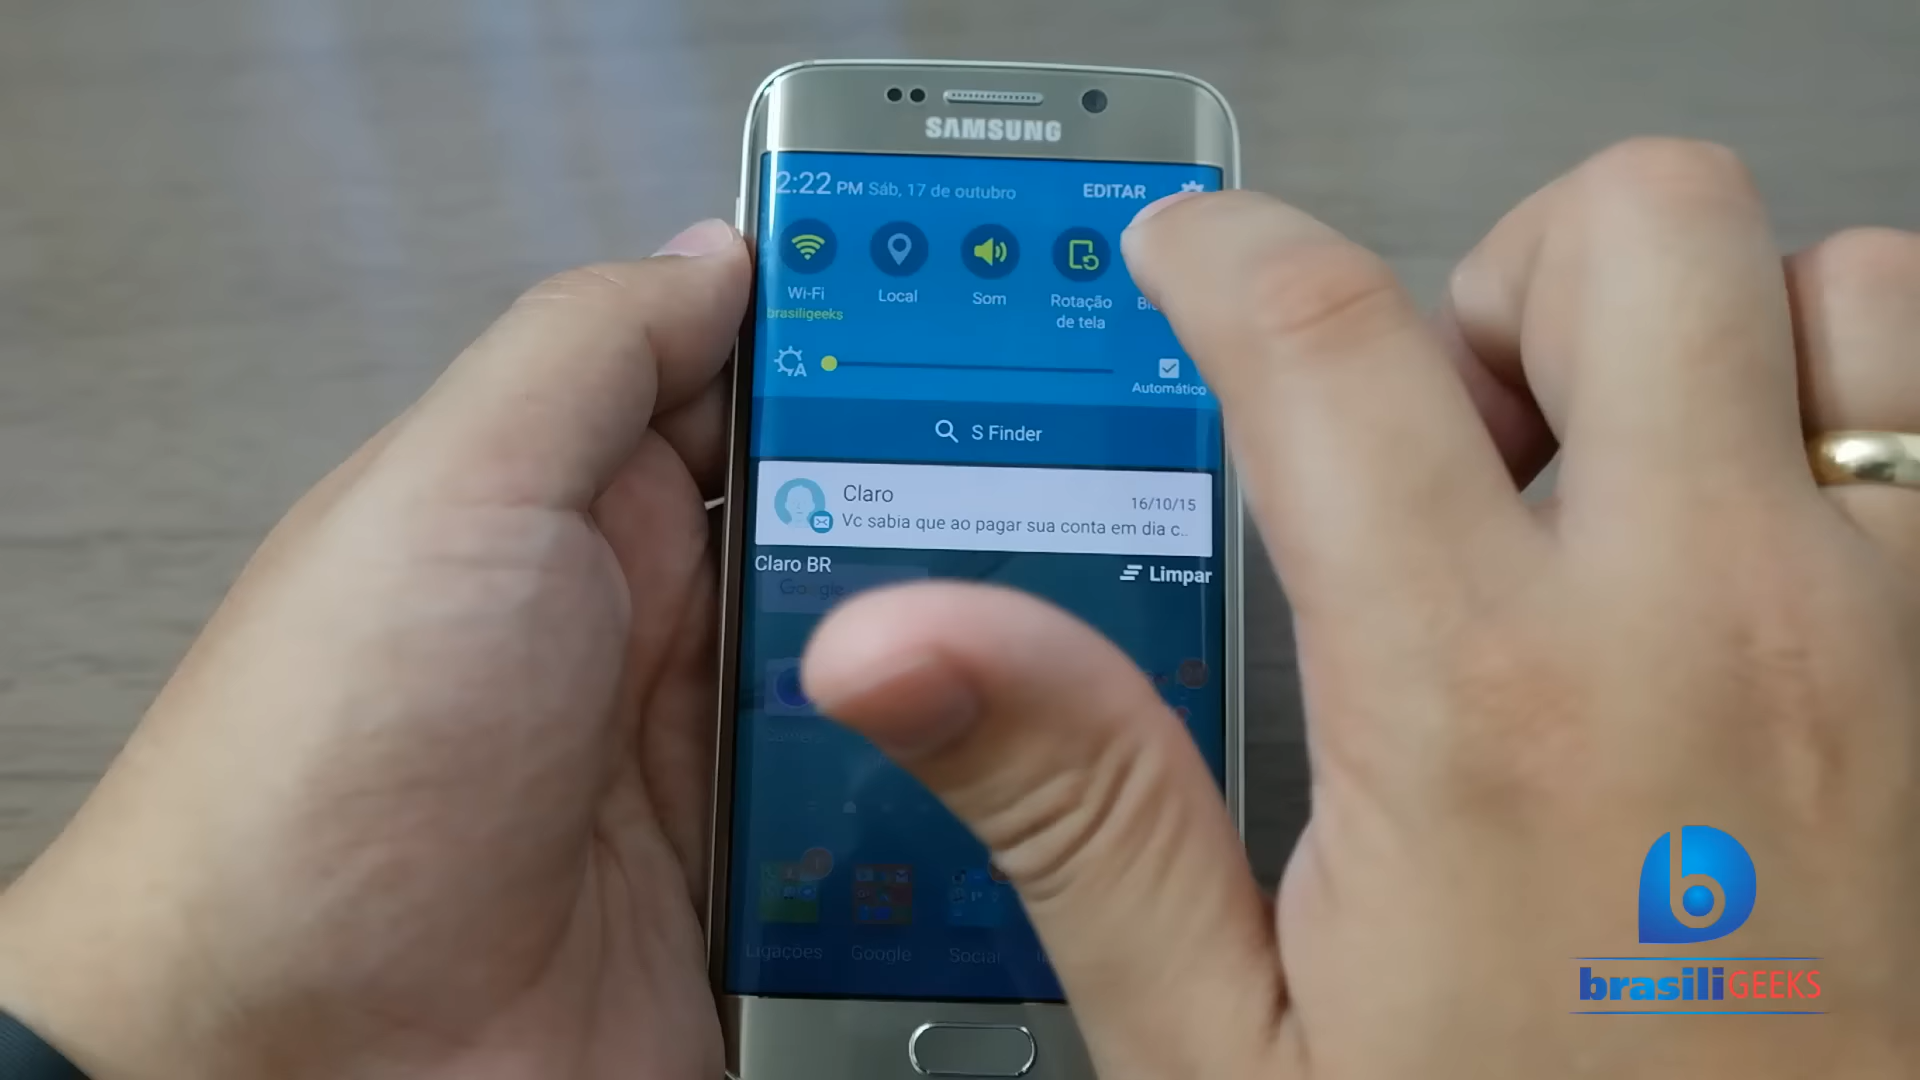 SAMSUNG
2:22 PM Sáb, 17 de outubro
EDITAR
Wi-Fi
brasiligeeks
Local
Som
Rotação
de tela
A
Automático
S Finder
Claro
16/10/15
Vc sabia que ao pagar sua conta em dia c..
Claro BR
Limpar
Google
Ligações
Google
Social
b
brasiliGEEKS